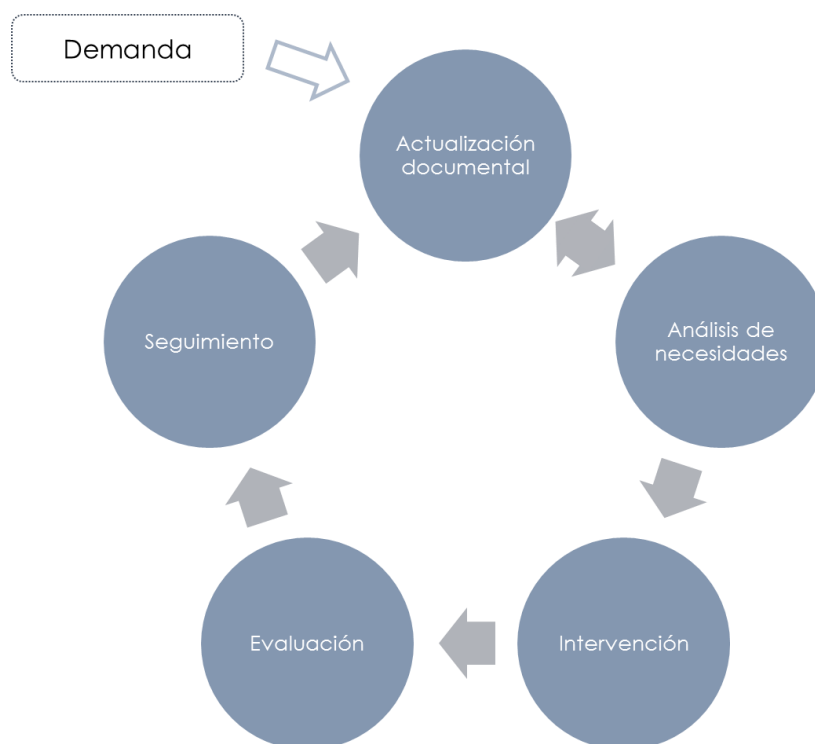 Demanda
Actualización
documental
Análisis de
necesidades
Intervención
Evaluación
Seguimiento